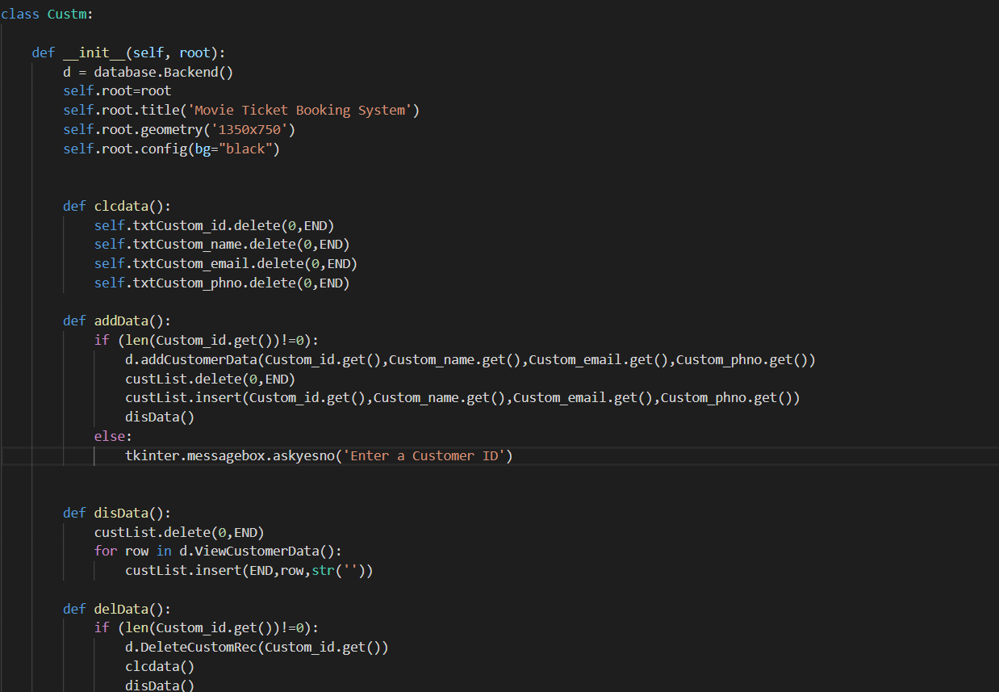 class Custm:
def __init__(self, root):
d = database.Backend()
self.root=root
self.root.title('Movie Ticket Booking System')
self.root.geometry('1350x750')
self.root.config(bg="black")
def clcdata():
self.txtCustom_id.delete(0,END)
self.txtCustom_name.delete(0,END)
self.txtCustom_email.delete(0,END)
self.txtCustom_phno.delete(0,END)
def addData():
if (len(Custom_id.get())!=0):
d.addCustomerData(Custom_id.get(),Custom_name.get(),Custom_email.get(),Custom_phno.get())
custList.delete(0,END)
custList.insert(Custom_id.get(),Custom_name.get(),Custom_email.get(),Custom_phno.get())
disData()
else:
tkinter.messagebox.askyesno('Enter a Customer ID')
def disData():
custList.delete(0,END)
for row in d.ViewCustomerData():
custList.insert(END,row,str(''))
def delData():
if (len(Custom_id.get())!=0):
d.DeleteCustomRec(Custom_id.get())
clcdata()
disData()